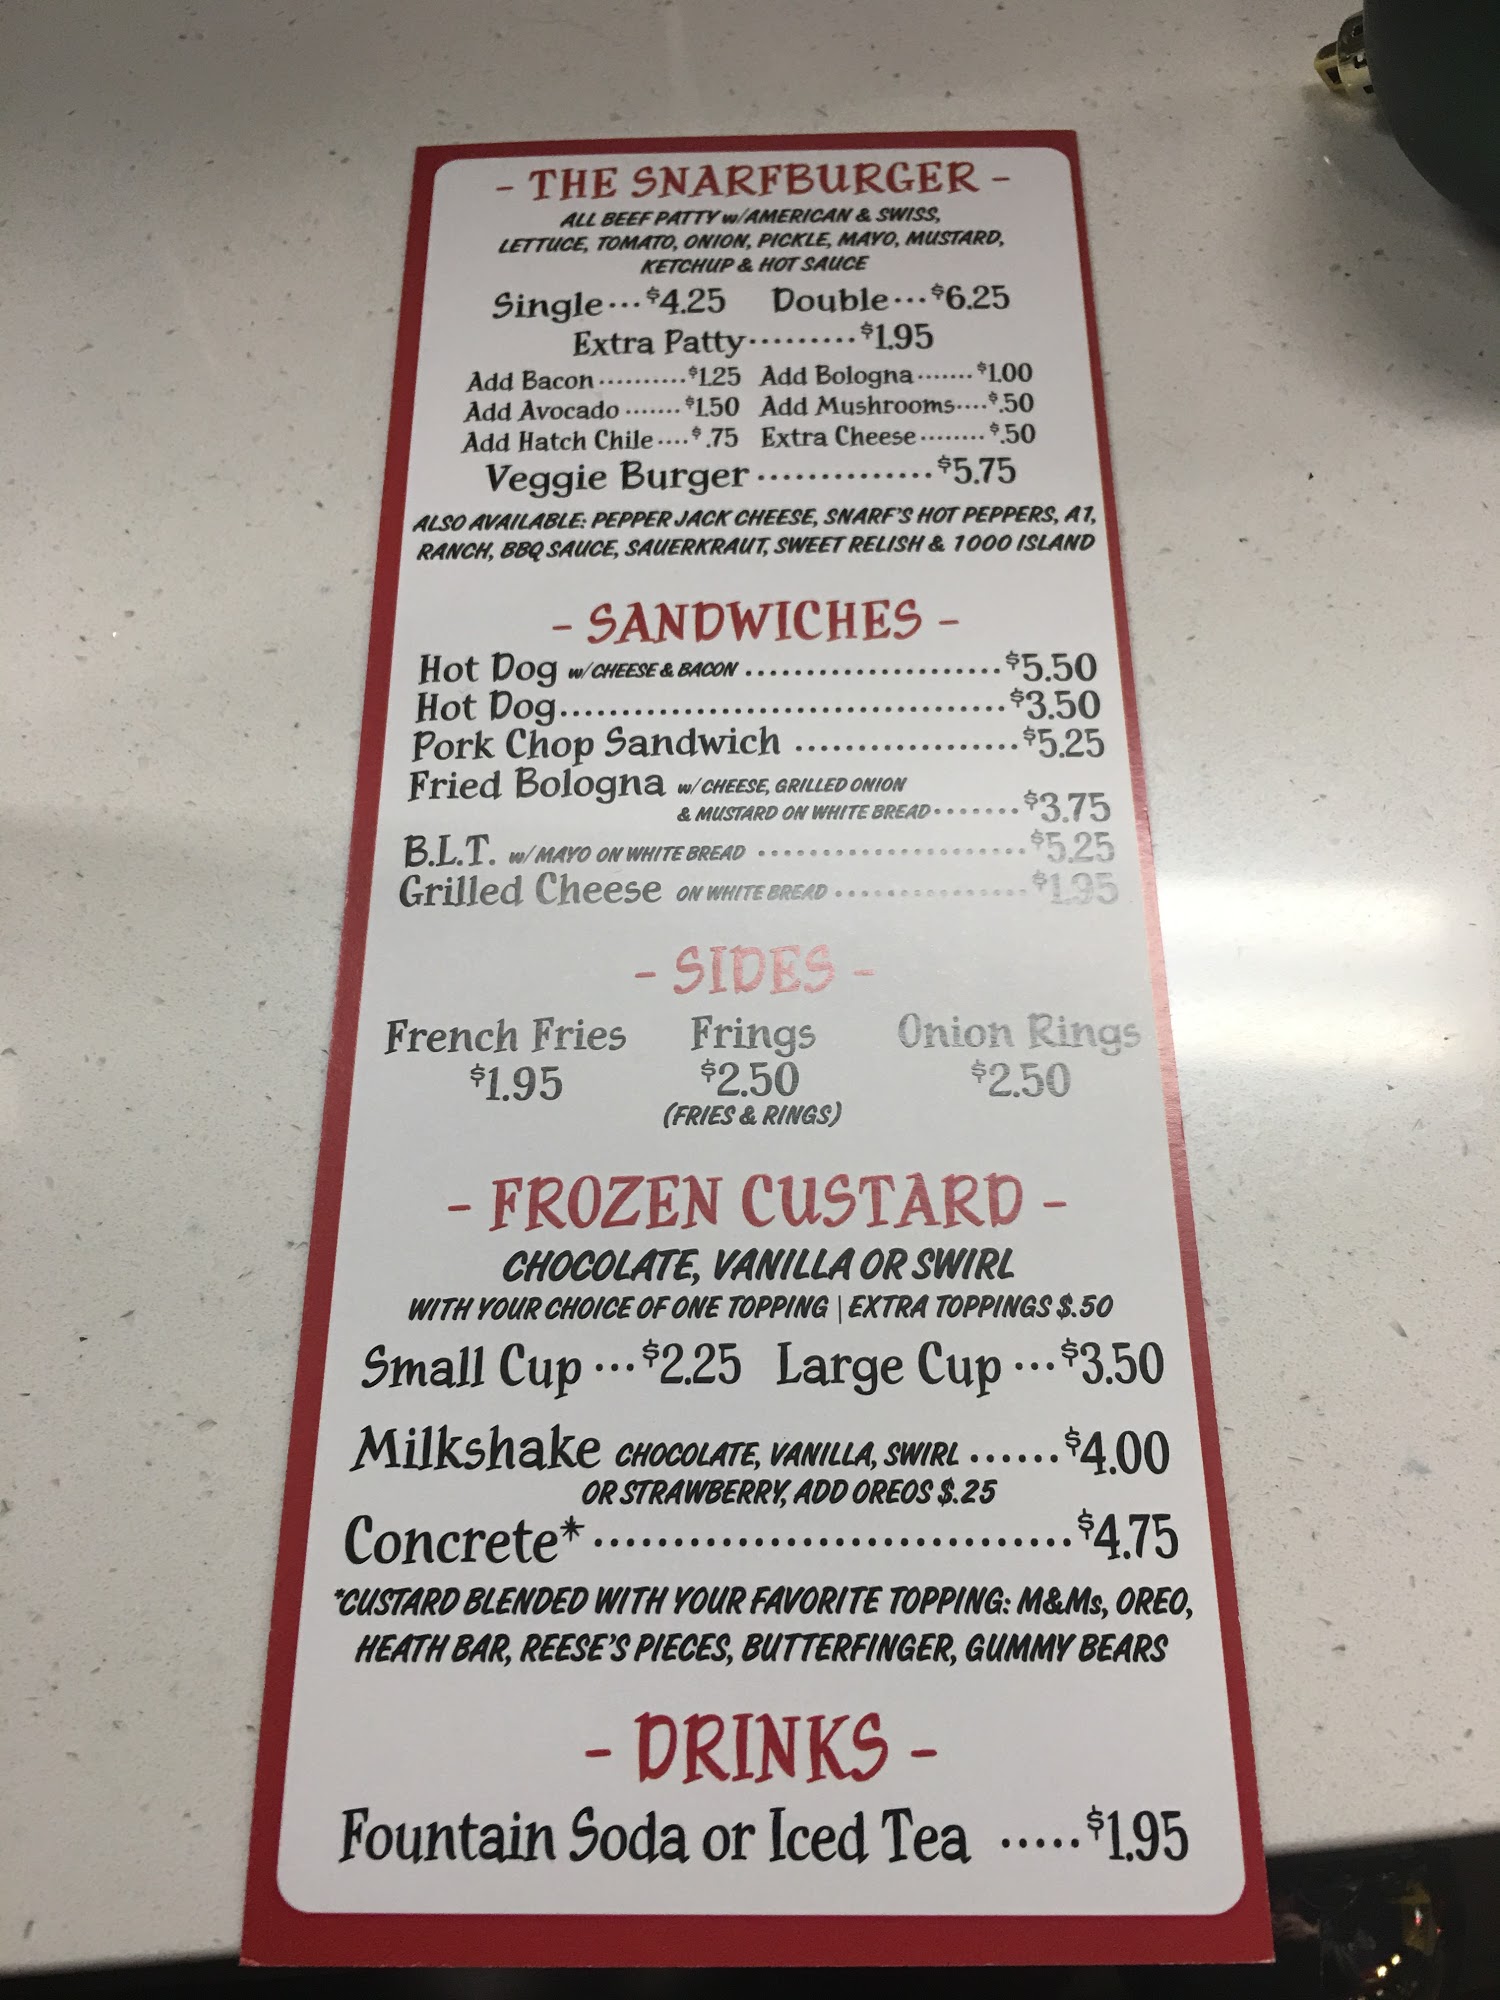 - THE SNARFBURGER -
ALL BEEF PATTY w/AMERICAN & SWISS,
LETTUCE, TOMATO, ONION, PICKLE, MAYO, MUSTARD,
KETCHUP & HOT SAUCE
Single...$4.25 Double...$6.25
Extra Patty.........$1.95
Add Bacon..........$1.25 Add Bologna.......$1.00
Add Avocado.......$1.50 Add Mushrooms....$.50
Add Hatch Chile....$.75 Extra Cheese........$.50
Veggie Burger..............$5.75
ALSO AVAILABLE: PEPPER JACK CHEESE, SNARF'S HOT PEPPERS, A1,
RANCH, BBQ SAUCE, SAUERKRAUT, SWEET RELISH & 1000 ISLAND
- SANDWICHES -
Hot Dog w/CHEESE & BACON ......................$5.50
Hot Dog....................................$3.50
Pork Chop Sandwich ...................$5.25
Fried Bologna w/CHEESE, GRILLED ONION
& MUSTARD ON WHITE BREAD.......$3.75
B.L.T. w/MAYO ON WHITE BREAD ......................$5.25
Grilled Cheese ON WHITE BREAD ................$1.95
- SIDES -
French Fries Frings Onion Rings
$1.95 $2.50 $2.50
(FRIES & RINGS)
- FROZEN CUSTARD -
CHOCOLATE, VANILLA OR SWIRL
WITH YOUR CHOICE OF ONE TOPPING | EXTRA TOPPINGS $.50
Small Cup ...$2.25 Large Cup ...$3.50
Milkshake CHOCOLATE, VANILLA, SWIRL ......$4.00
OR STRAWBERRY, ADD OREOS $.25
Concrete*..............................$4.75
*CUSTARD BLENDED WITH YOUR FAVORITE TOPPING: M&Ms, OREO,
HEATH BAR, REESE'S PIECES, BUTTERFINGER, GUMMY BEARS
- DRINKS -
Fountain Soda or Iced Tea .....$1.95